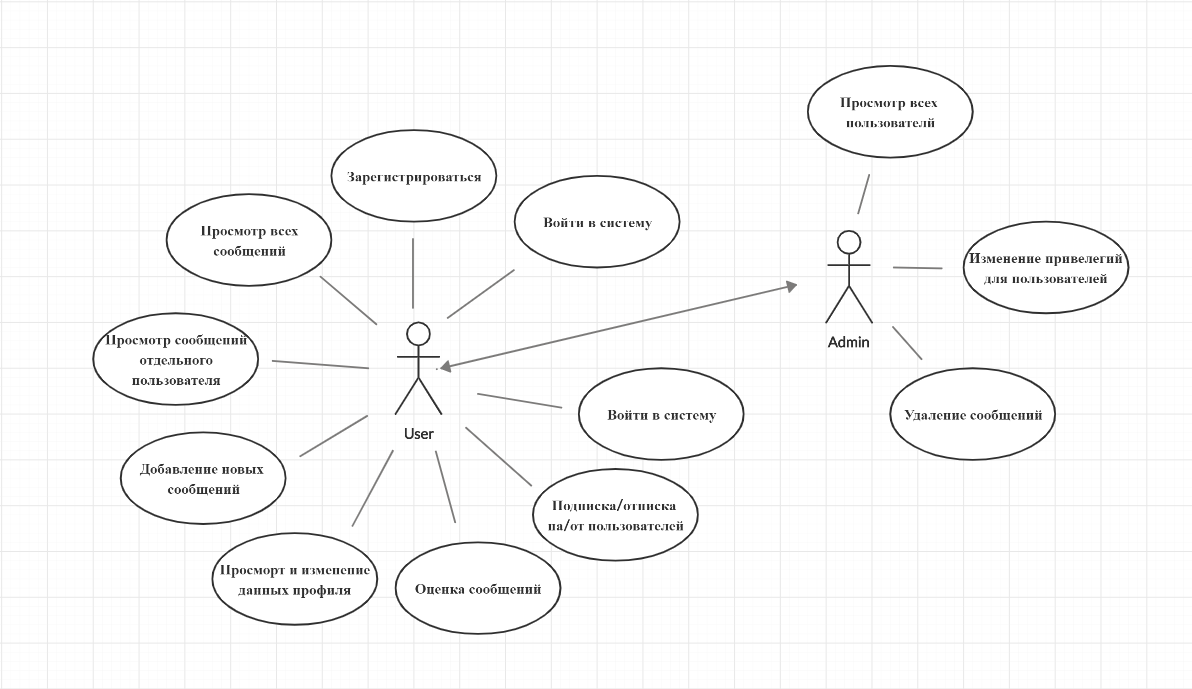 Просмотр всех
пользователй
Зарегистрироваться
Войти в систему
Просмотр всех
сообщений
Изменение привелегий
для пользователей
Admin
Просмотр сообщений
отдельного
пользователя
User
Войти в систему
Удаление сообщений
Добавление новых
сообщений
Подписка/отписка
на/от пользователей
Просморт и изменение
данных профиля
Оценка сообщений